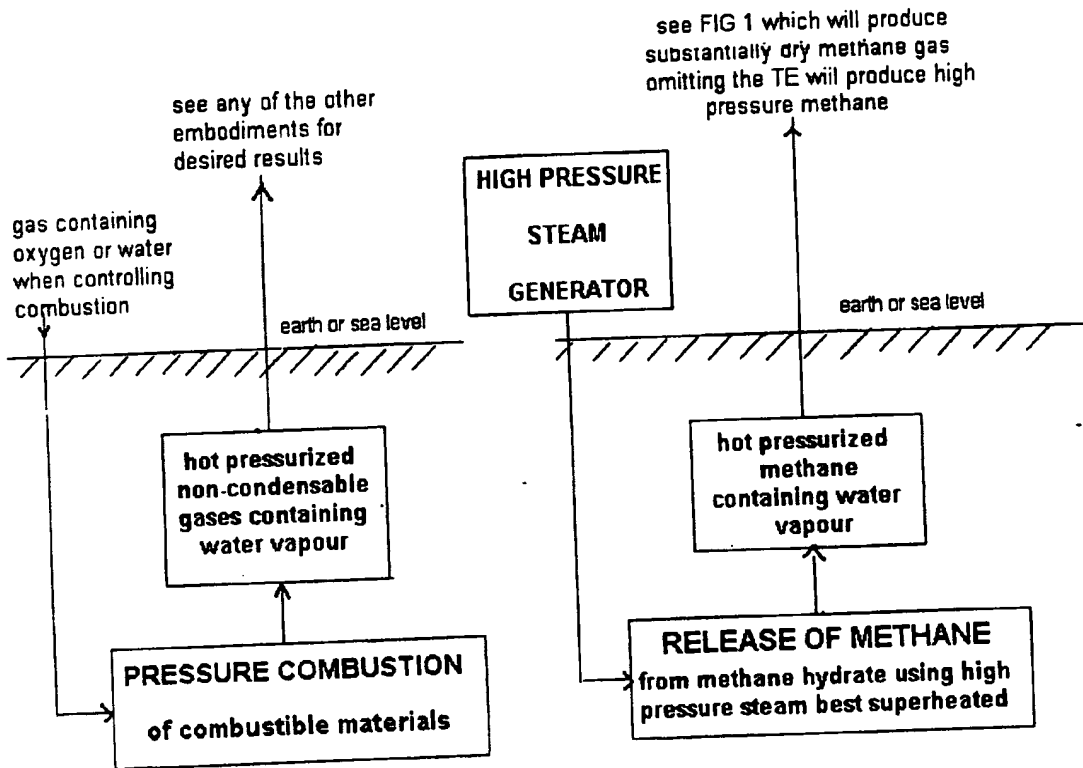 see FIG 1 which will produce
substantially dry methane gas
omitting the TE will produce high
pressure methane
see any of the other
embodiments for
desired results
HIGH PRESSURE
STEAM
GENERATOR
gas containing
oxygen or water
when controlling
combustion
earth or sea level
earth or sea level
hot pressurized
non-condensable
gases containing
water vapour
hot pressurized
methane
containing water
vapour
PRESSURE COMBUSTION
of combustible materials
RELEASE OF METHANE
from methane hydrate using high
pressure steam best superheated